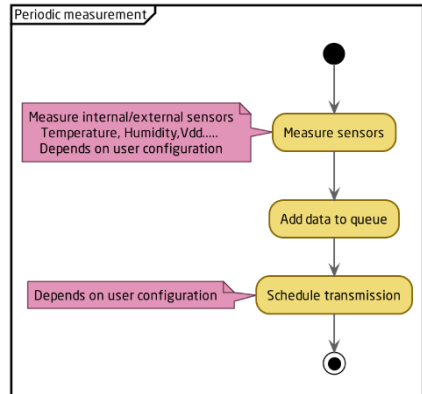 Periodic measurement
Measure internal/external sensors
Temperature, Humidity,Vdd.....
Depends on user configuration
Measure sensors
Add data to queue
Depends on user configuration
Schedule transmission